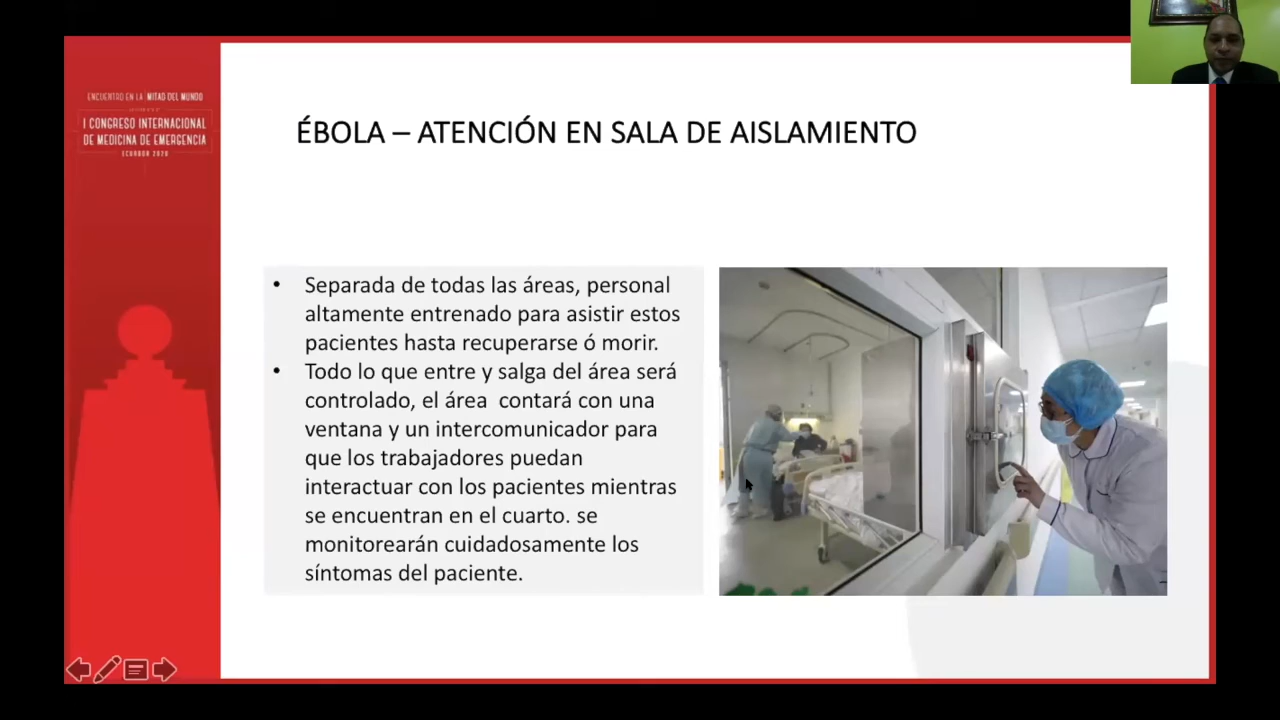 ENCUENTRO EN LA MITAD DEL MUNDO
I CONGRESO INTERNACIONAL
DE MEDICINA DE EMERGENCIA
ECUADOR 2020
ÉBOLA – ATENCIÓN EN SALA DE AISLAMIENTO
• Separada de todas las áreas, personal
altamente entrenado para asistir estos
pacientes hasta recuperarse ó morir.
• Todo lo que entre y salga del área será
controlado, el área contará con una
ventana y un intercomunicador para
que los trabajadores puedan
interactuar con los pacientes mientras
se encuentran en el cuarto. se
monitorearán cuidadosamente los
síntomas del paciente.